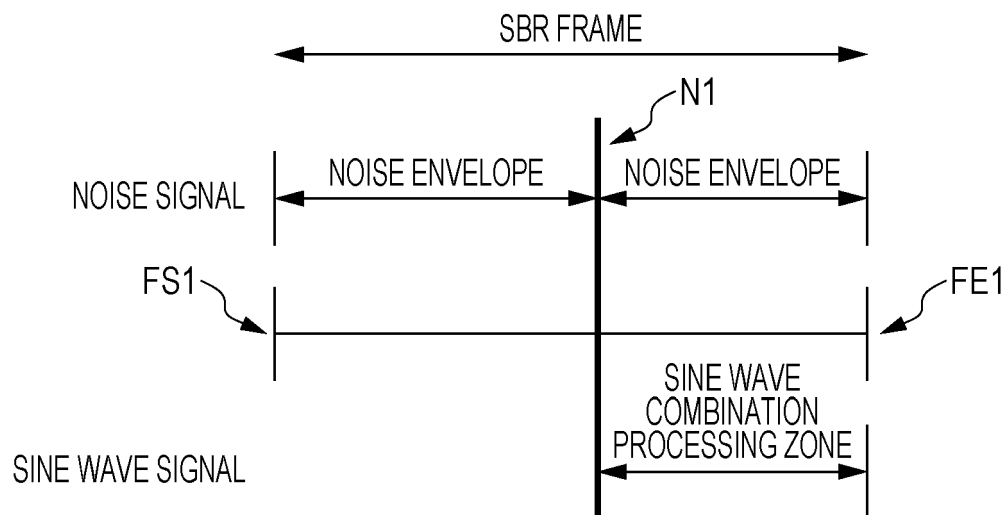 SBR FRAME
N1
NOISE ENVELOPE
NOISE ENVELOPE
NOISE SIGNAL
FS1
FE1
SINE WAVE
COMBINATION
PROCESSING ZONE
SINE WAVE SIGNAL